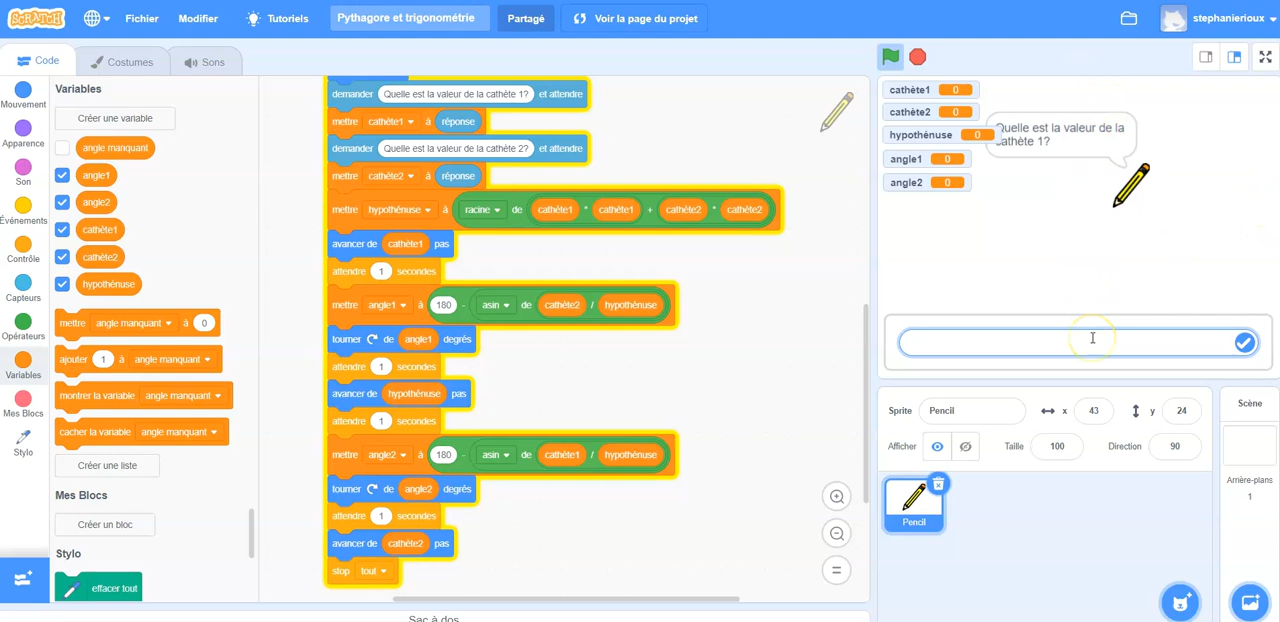 SCRATCH Fichier Modifier Tutoriels Pythagore et trigonométrie Partagé Voir la page du projet stephanierioux
Code Costumes Sons
Mouvement
Apparence
Son
Événements
Contrôle
Capteurs
Opérateurs
Variables
Mes Blocs
Stylo
Variables
Créer une variable
angle manquant
angle1
angle2
cathète1
cathète2
hypothénuse
mettre angle manquant à 0
ajouter 1 à angle manquant
montrer la variable angle manquant
cacher la variable angle manquant
Créer une liste
Mes Blocs
Créer un bloc
Stylo
effacer tout
demander Quelle est la valeur de la cathète 1? et attendre
mettre cathète1 à réponse
demander Quelle est la valeur de la cathète 2? et attendre
mettre cathète2 à réponse
mettre hypothénuse à racine de cathète1 * cathète1 + cathète2 * cathète2
avancer de cathète1 pas
attendre 1 secondes
mettre angle1 à 180 - asin de cathète2 / hypothénuse
tourner de angle1 degrés
attendre 1 secondes
avancer de hypothénuse pas
attendre 1 secondes
mettre angle2 à 180 - asin de cathète1 / hypothénuse
tourner de angle2 degrés
attendre 1 secondes
avancer de cathète2 pas
stop tout
Sac à dos
cathète1 0
cathète2 0
hypothénuse 0
angle1 0
angle2 0
Quelle est la valeur de la
cathète 1?
Sprite Pencil x 43 y 24
Afficher Taille 100 Direction 90
Pencil
Scène
Arrière-plans
1